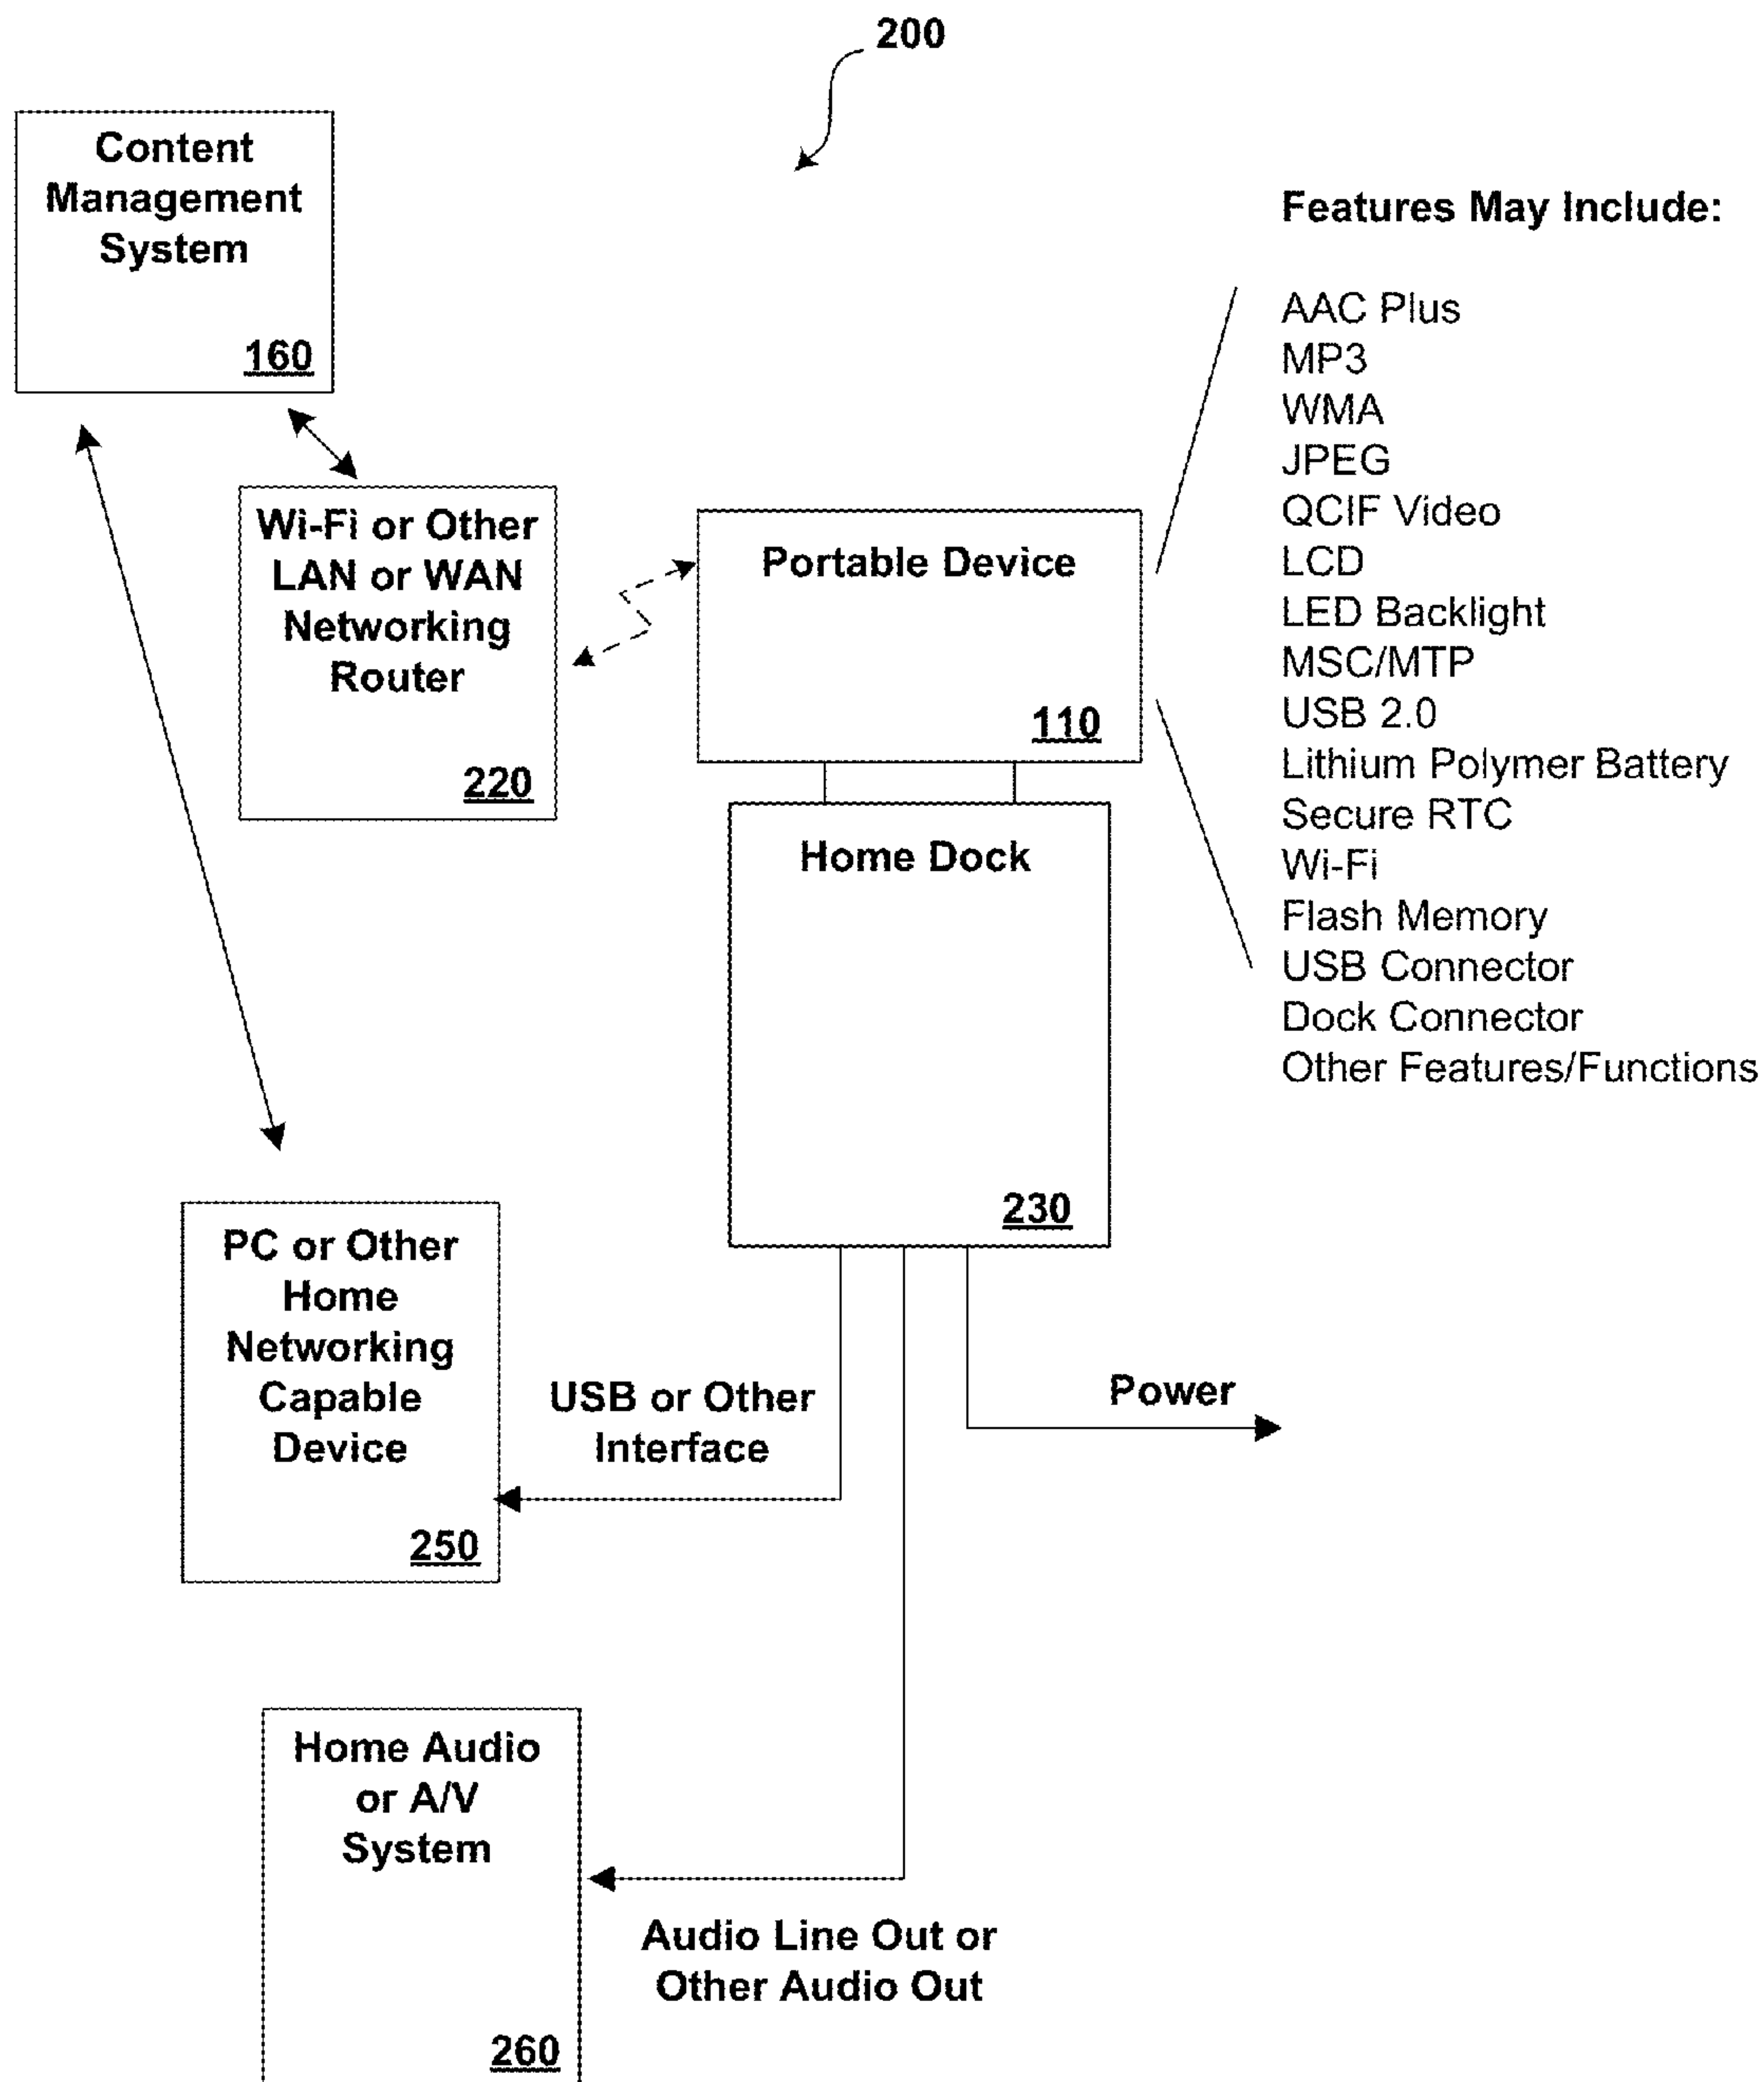 200
Content
Management
System
160
Wi-Fi or Other
LAN or WAN
Networking
Router
220
Portable Device
110
Features May Include:
AAC Plus
MP3
WMA
JPEG
QCIF Video
LCD
LED Backlight
MSC/MTP
USB 2.0
Lithium Polymer Battery
Secure RTC
Wi-Fi
Flash Memory
USB Connector
Dock Connector
Other Features/Functions
Home Dock
230
PC or Other
Home
Networking
Capable
Device
250
USB or Other
Interface
Power
Home Audio
or A/V
System
260
Audio Line Out or
Other Audio Out